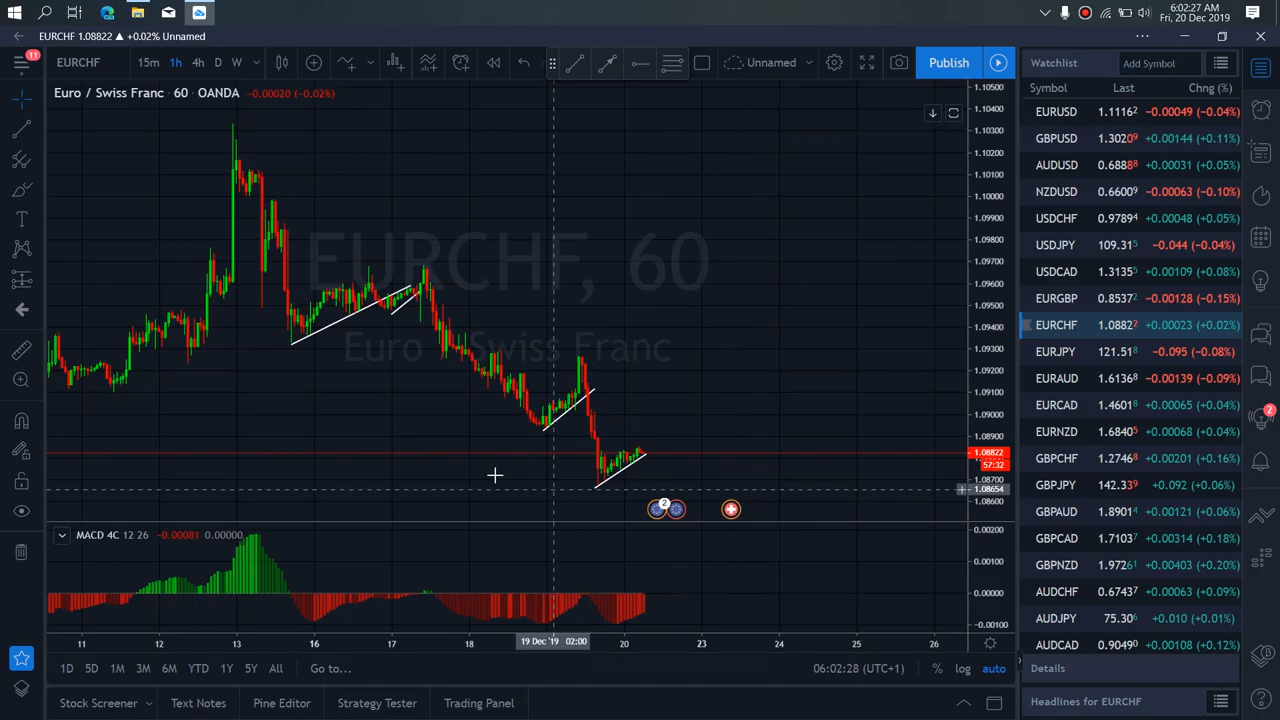 6:02:27 AM
Fri, 20 Dec 2019
EURCHF 1.08822 ▲ +0.02% Unnamed
11
EURCHF 15m 1h 4h D W Unnamed Publish
Watchlist Add Symbol
Symbol Last Chng (%)
Euro / Swiss Franc · 60 OANDA -0.00020 (-0.02%)
EURCHF, 60
Euro / Swiss Franc
1.10500
1.10400
1.10300
1.10200
1.10100
1.10000
1.09900
1.09800
1.09700
1.09600
1.09500
1.09400
1.09300
1.09200
1.09100
1.09000
1.08900
1.08822
57:32
1.08700
1.08654
1.08600
2
MACD 4C 12 26 -0.00081 0.00000
0.00200
0.00100
0.00000
-0.00100
11 12 13 16 17 18 19 Dec '19 02:00 20 23 24 25 26
1D 5D 1M 3M 6M YTD 1Y 5Y All Go to... 06:02:28 (UTC+1) % log auto
Stock Screener Text Notes Pine Editor Strategy Tester Trading Panel
EURUSD 1.1116² −0.00049 (−0.04%)
GBPUSD 1.3020⁹ +0.00144 (+0.11%)
AUDUSD 0.6888⁸ +0.00031 (+0.05%)
NZDUSD 0.6600⁹ −0.00063 (−0.10%)
USDCHF 0.9789⁴ +0.00048 (+0.05%)
USDJPY 109.31⁵ −0.044 (−0.04%)
USDCAD 1.3135⁵ +0.00109 (+0.08%)
EURGBP 0.8537² −0.00128 (−0.15%)
EURCHF 1.0882² +0.00023 (+0.02%)
EURJPY 121.51⁸ −0.095 (−0.08%)
EURAUD 1.6136⁸ −0.00139 (−0.09%)
EURCAD 1.4601⁸ +0.00065 (+0.04%)
EURNZD 1.6840⁵ +0.00068 (+0.04%)
GBPCHF 1.2746⁸ +0.00201 (+0.16%)
GBPJPY 142.33⁹ +0.092 (+0.06%)
GBPAUD 1.8901⁴ +0.00121 (+0.06%)
GBPCAD 1.7103⁷ +0.00314 (+0.18%)
GBPNZD 1.9726¹ +0.00403 (+0.20%)
AUDCHF 0.67437 +0.00063 (+0.09%)
AUDJPY 75.30⁶ +0.010 (+0.01%)
AUDCAD 0.9049⁰ +0.00108 (+0.12%)
2
Details
Headlines for EURCHF